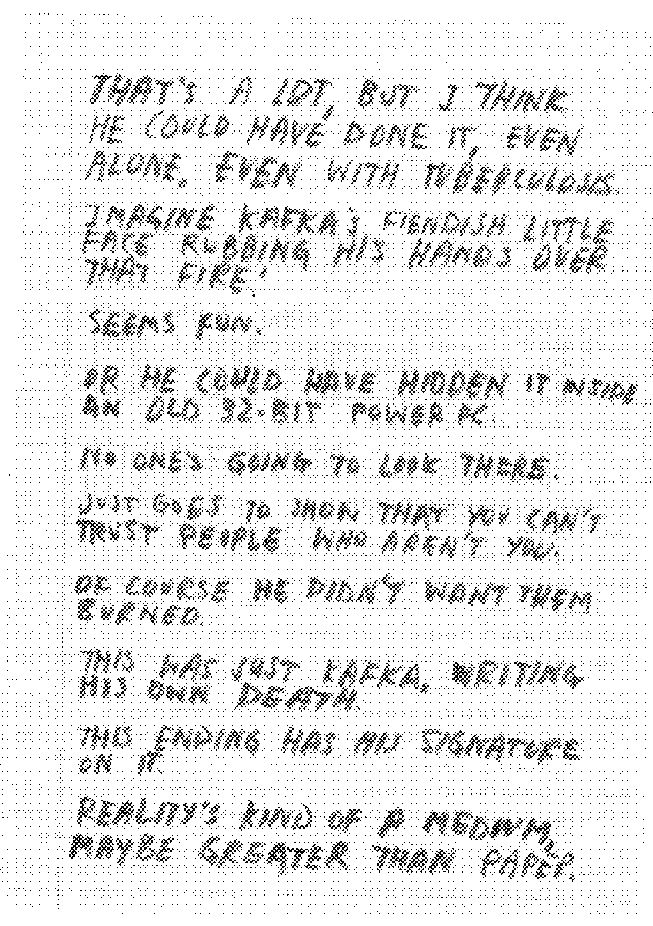 THAT'S A LOT, BUT I THINK
HE COULD HAVE DONE IT, EVEN
ALONE. EVEN WITH TUBERCULOUS.
IMAGINE KAFKA'S FIENDISH LITTLE
FACE RUBBING HIS HANDS OVER
THAT FIRE.
SEEMS FUN.
OR HE COULD HAVE HIDDEN IT INSIDE
AN OLD 32-BIT POWER PC.
NO ONE'S GOING TO LOOK THERE.
JUST GOES TO SHOW THAT YOU CAN'T
TRUST PEOPLE WHO AREN'T YOU.
OF COURSE HE DIDN'T WANT THEM
BURNED.
THIS WAS JUST KAFKA, WRITING
HIS OWN DEATH.
THIS ENDING HAS HIS SIGNATURE
ON IT.
REALITY'S KIND OF A MEDIUM,
MAYBE GREATER THAN PAPER.